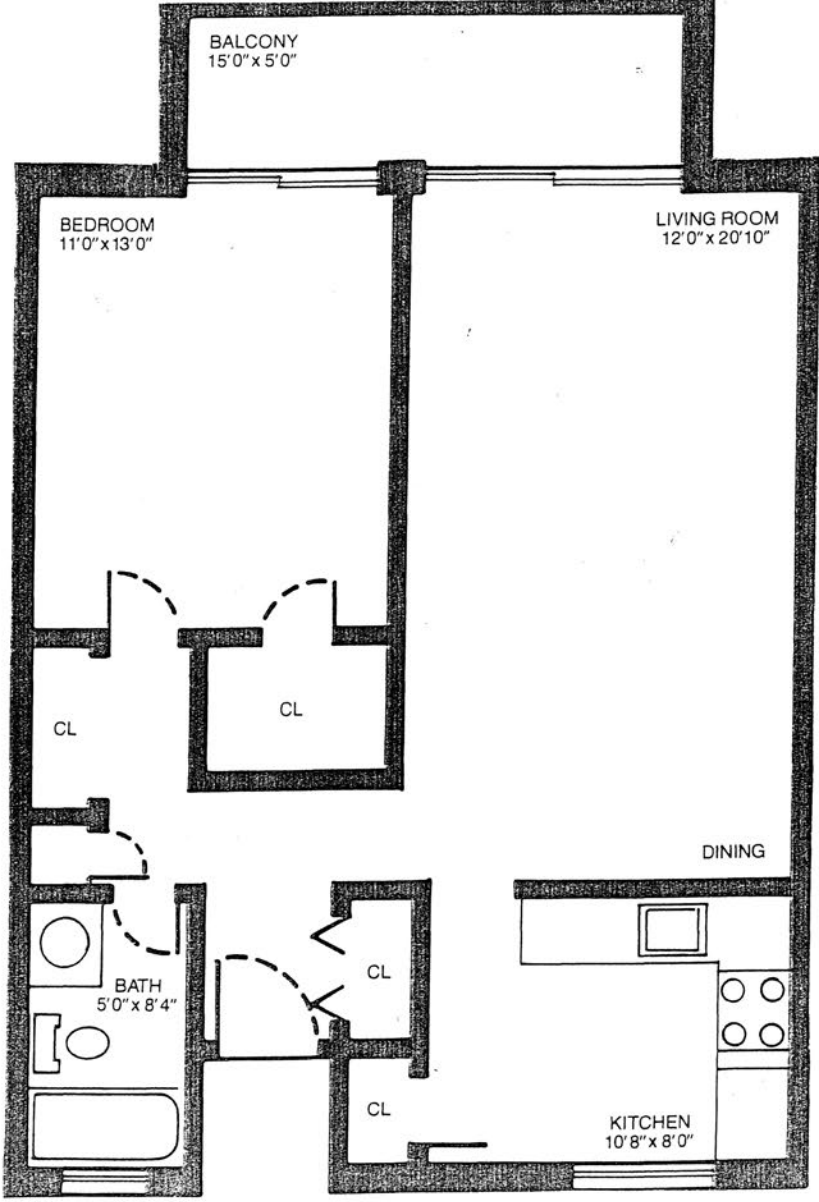 BALCONY
15'0" x 5'0"
BEDROOM
11'0" x 13'0"
LIVING ROOM
12'0" x 20'10"
CL
CL
DINING
CL
BATH
5'0" x 8'4"
CL
KITCHEN
10'8" x 8'0"